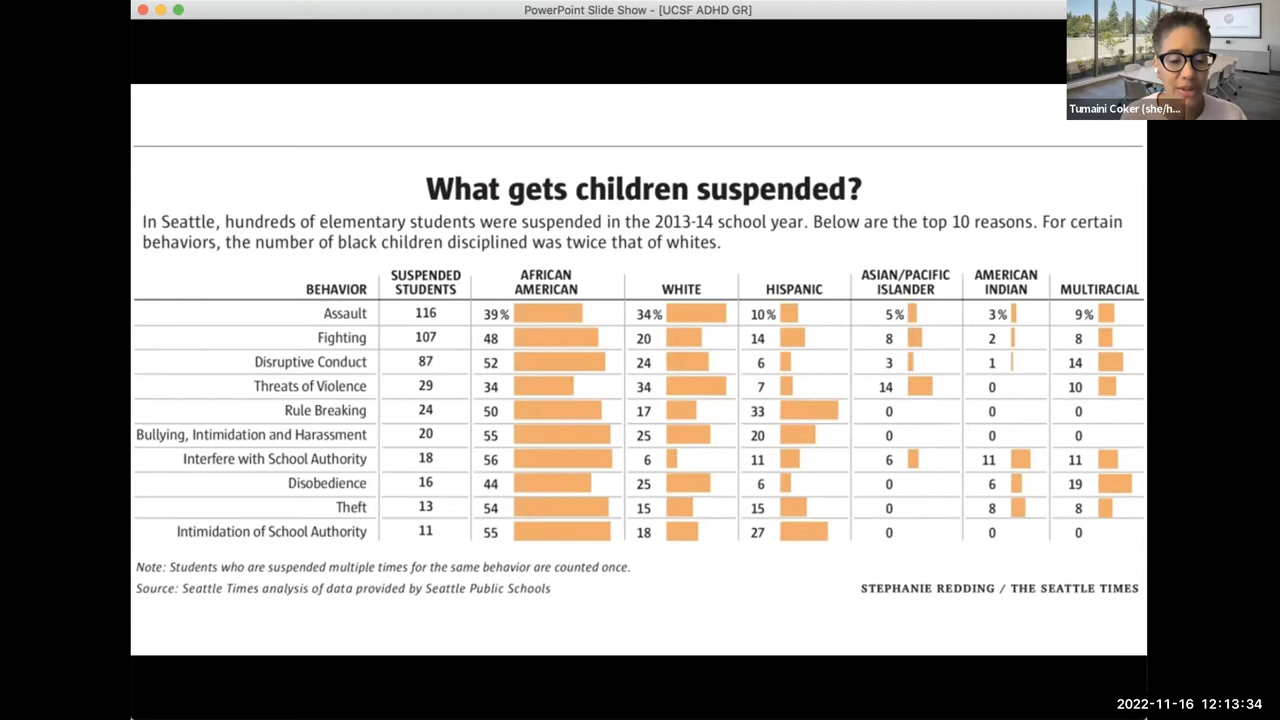 PowerPoint Slide Show - [UCSF ADHD GR]
Tumaini Coker (she/h...
What gets children suspended?
In Seattle, hundreds of elementary students were suspended in the 2013-14 school year. Below are the top 10 reasons. For certain
behaviors, the number of black children disciplined was twice that of whites.
BEHAVIOR SUSPENDED STUDENTS AFRICAN AMERICAN WHITE HISPANIC ASIAN/PACIFIC ISLANDER AMERICAN INDIAN MULTIRACIAL
Assault 116 39% 34% 10% 5% 3% 9%
Fighting 107 48 20 14 8 2 8
Disruptive Conduct 87 52 24 6 3 1 14
Threats of Violence 29 34 34 7 14 0 10
Rule Breaking 24 50 17 33 0 0 0
Bullying, Intimidation and Harassment 20 55 25 20 0 0 0
Interfere with School Authority 18 56 6 11 6 11 11
Disobedience 16 44 25 6 0 6 19
Theft 13 54 15 15 0 8 8
Intimidation of School Authority 11 55 18 27 0 0 0
Note: Students who are suspended multiple times for the same behavior are counted once.
Source: Seattle Times analysis of data provided by Seattle Public Schools
STEPHANIE REDDING / THE SEATTLE TIMES
2022-11-16 12:13:34